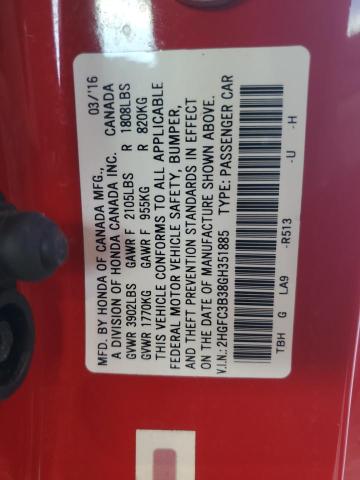 MFD. BY HONDA OF CANADA MFG., 03/'16
A DIVISION OF HONDA CANADA INC. CANADA
GVWR 3902LBS GAWR F 2105LBS R 1808LBS
GVWR 1770KG GAWR F 955KG R 820KG
THIS VEHICLE CONFORMS TO ALL APPLICABLE
FEDERAL MOTOR VEHICLE SAFETY, BUMPER,
AND THEFT PREVENTION STANDARDS IN EFFECT
ON THE DATE OF MANUFACTURE SHOWN ABOVE.
V.I.N.:2HGFC3B38GH351885 TYPE: PASSENGER CAR
TBH G LA9 -R513 -U -H